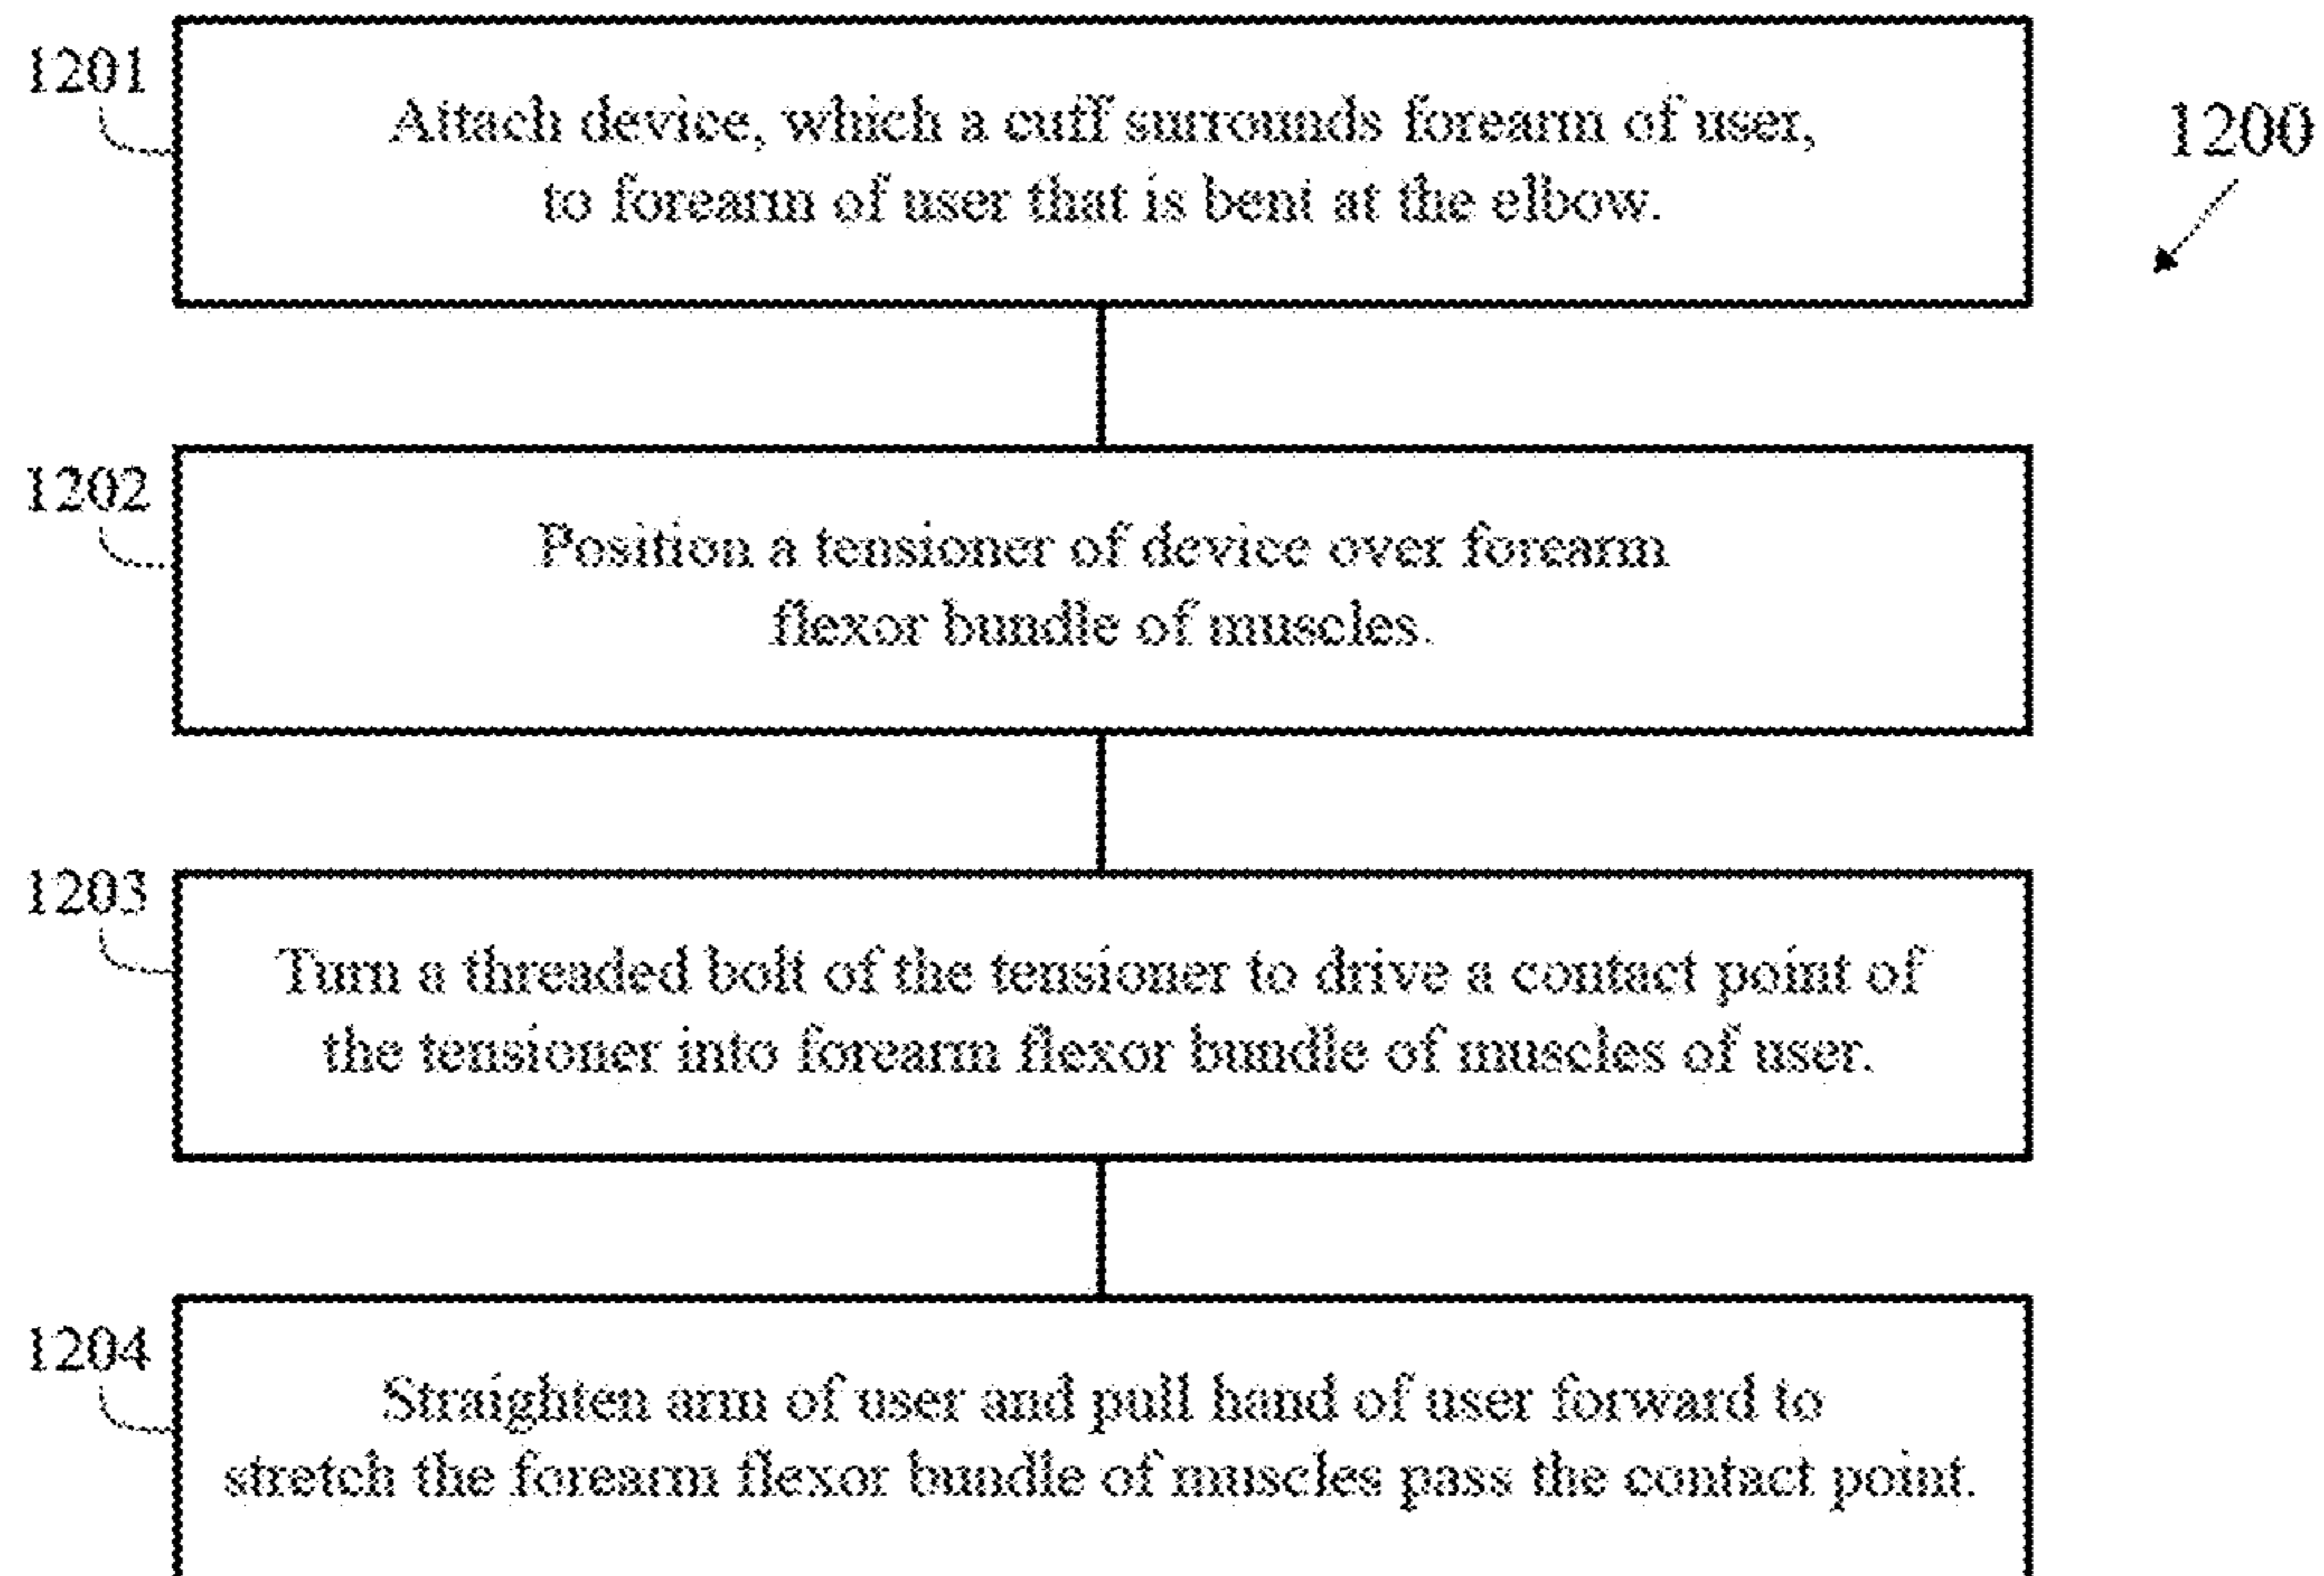 1201
Attach device, which a cuff surrounds forearm of user,
to forearm of user that is bent at the elbow.
1200
1202
Position a tensioner of device over forearm
flexor bundle of muscles.
1203
Turn a threaded bolt of the tensioner to drive a contact point of
the tensioner into forearm flexor bundle of muscles of user.
1204
Straighten arm of user and pull hand of user forward to
stretch the forearm flexor bundle of muscles pass the contact point.